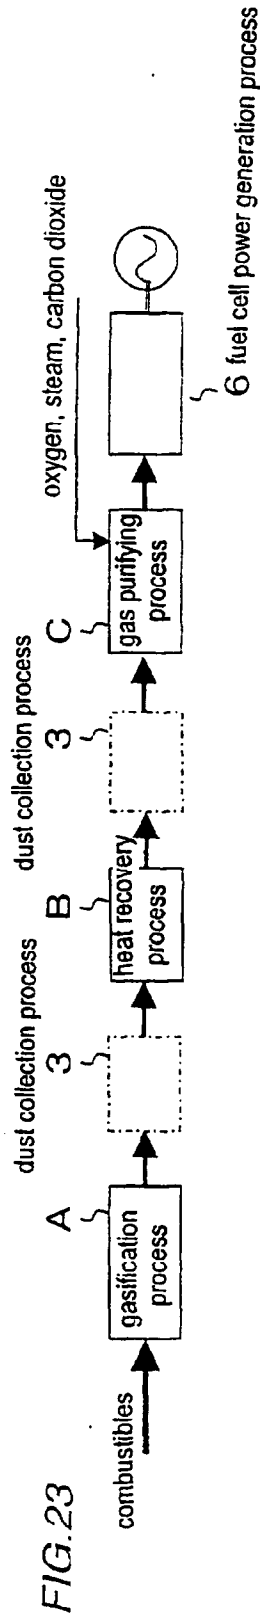 FIG.23
combustibles
A
gasification
process
dust collection process
3
B
heat recovery
process
dust collection process
3
C
gas purifying
process
oxygen, steam, carbon dioxide
6 fuel cell power generation process